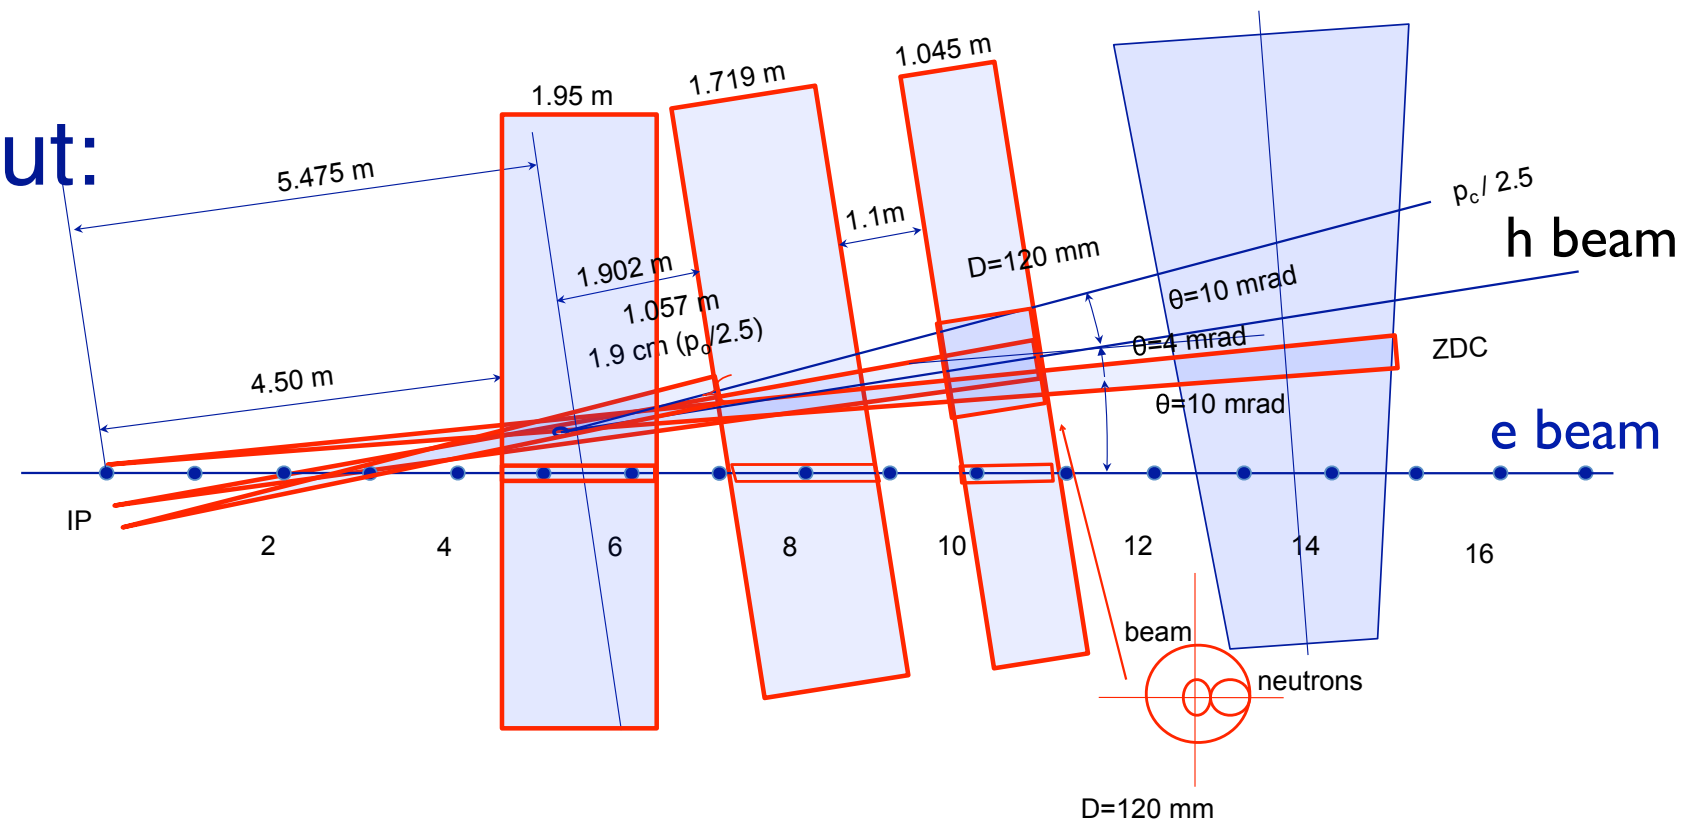 ut:
1.95 m
1.719 m
1.045 m
5.475 m
1.1m
p_c / 2.5
h beam
1.902 m
D=120 mm
1.057 m
θ=10 mrad
1.9 cm (p_o/2.5)
θ=4 mrad
ZDC
4.50 m
θ=10 mrad
e beam
IP
2
4
6
8
10
12
14
16
beam
neutrons
D=120 mm